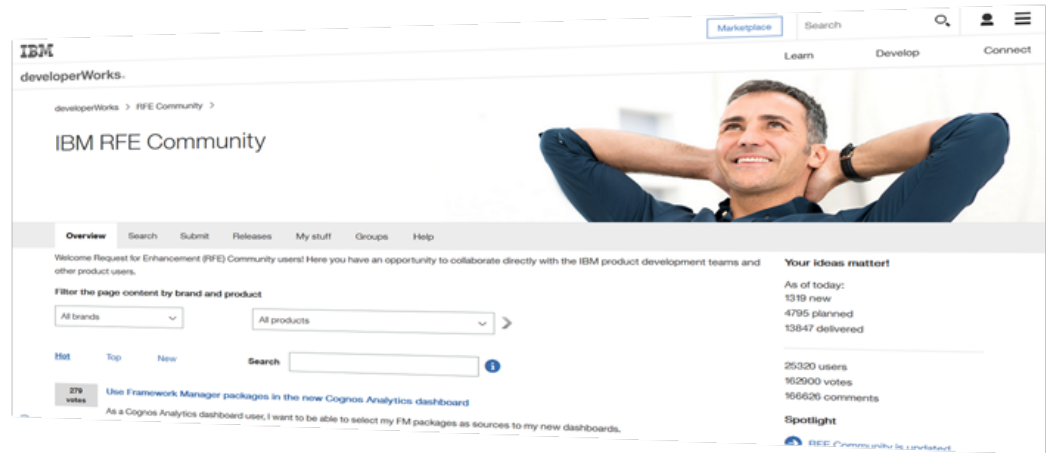 Marketplace
Search
IBM
developerWorks.
Learn
Develop
Connect
developerWorks > RFE Community >
IBM RFE Community
Overview
Search
Submit
Releases
My stuff
Groups
Help
Welcome Request for Enhancement (RFE) Community users! Here you have an opportunity to collaborate directly with the IBM product development teams and
other product users.
Filter the page content by brand and product
All brands
All products
Hot
Top
New
Search
279
votes
Use Framework Manager packages in the new Cognos Analytics dashboard
As a Cognos Analytics dashboard user, I want to be able to select my FM packages as sources to my new dashboards.
Your ideas matter!
As of today:
1319 new
4795 planned
13847 delivered
25320 users
162900 votes
166626 comments
Spotlight
RFE Community is updated